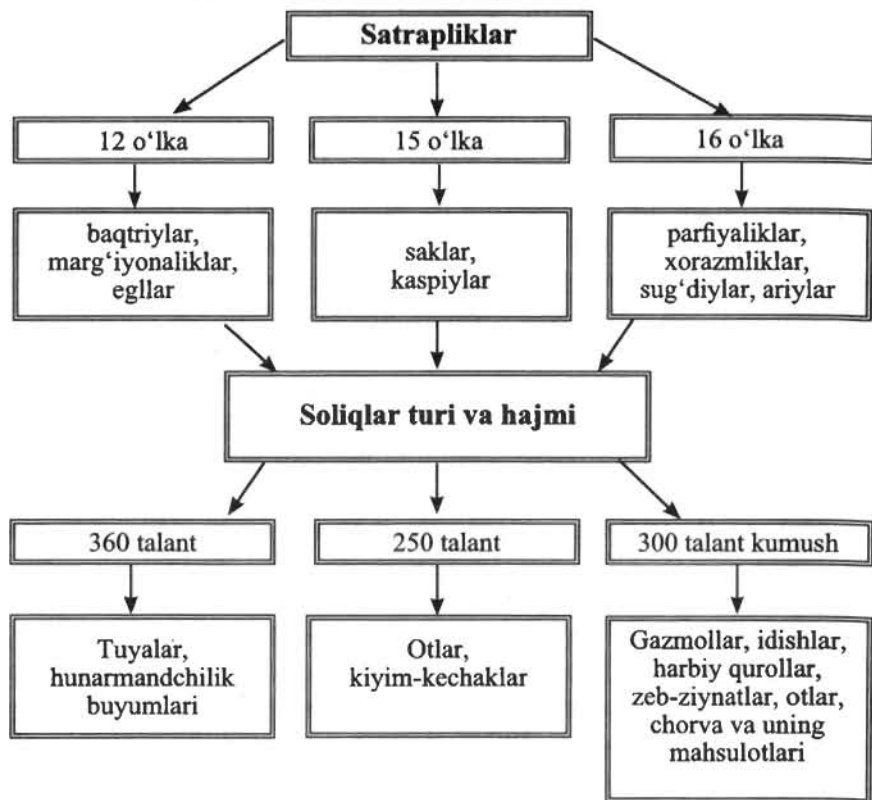 Satrapliklar
12 o‘lka
15 o‘lka
16 o‘lka
baqtriylar,
marg‘iyonaliklar,
egllar
saklar,
kaspiylar
parfiyaliklar,
xorazmliklar,
sug‘diylar, ariylar
Soliqlar turi va hajmi
360 talant
250 talant
300 talant kumush
Tuyalar,
hunarmandchilik
buyumlari
Otlar,
kiyim-kechaklar
Gazmollar, idishlar,
harbiy qurollar,
zeb-ziynatlar, otlar,
chorva va uning
mahsulotlari